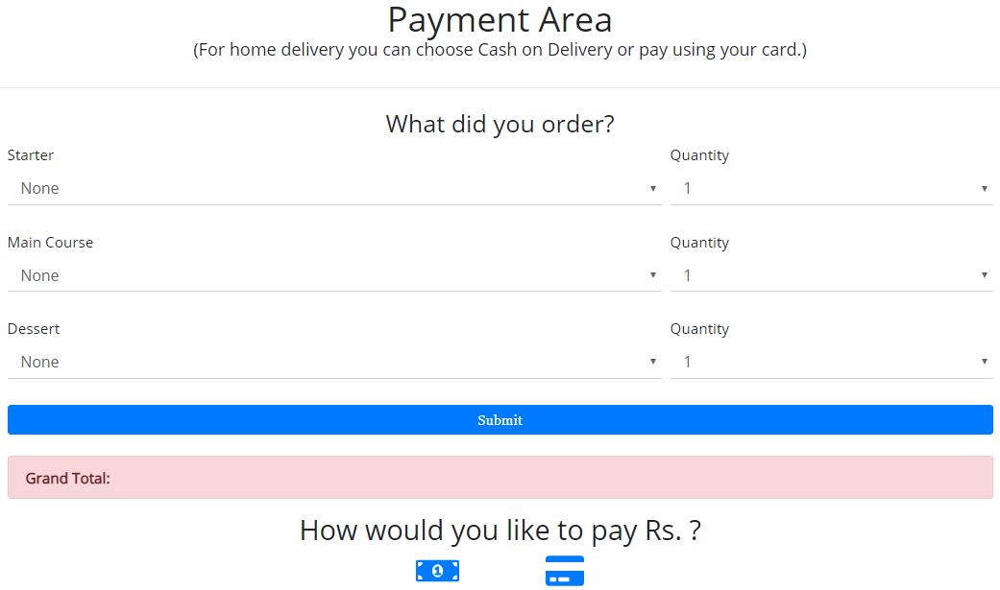 Payment Area
(For home delivery you can choose Cash on Delivery or pay using your card.)
What did you order?
Starter Quantity
None 1
Main Course Quantity
None 1
Dessert Quantity
None 1
Submit
Grand Total:
How would you like to pay Rs. ?
1